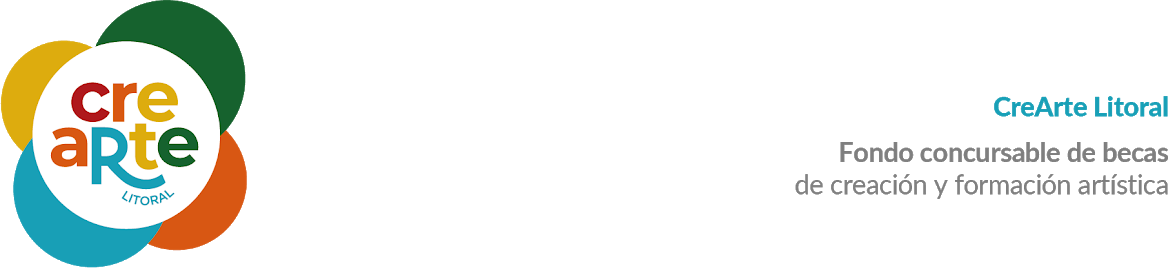 cre
aRte
LITORAL
CreArte Litoral
Fondo concursable de becas
de creación y formación artística